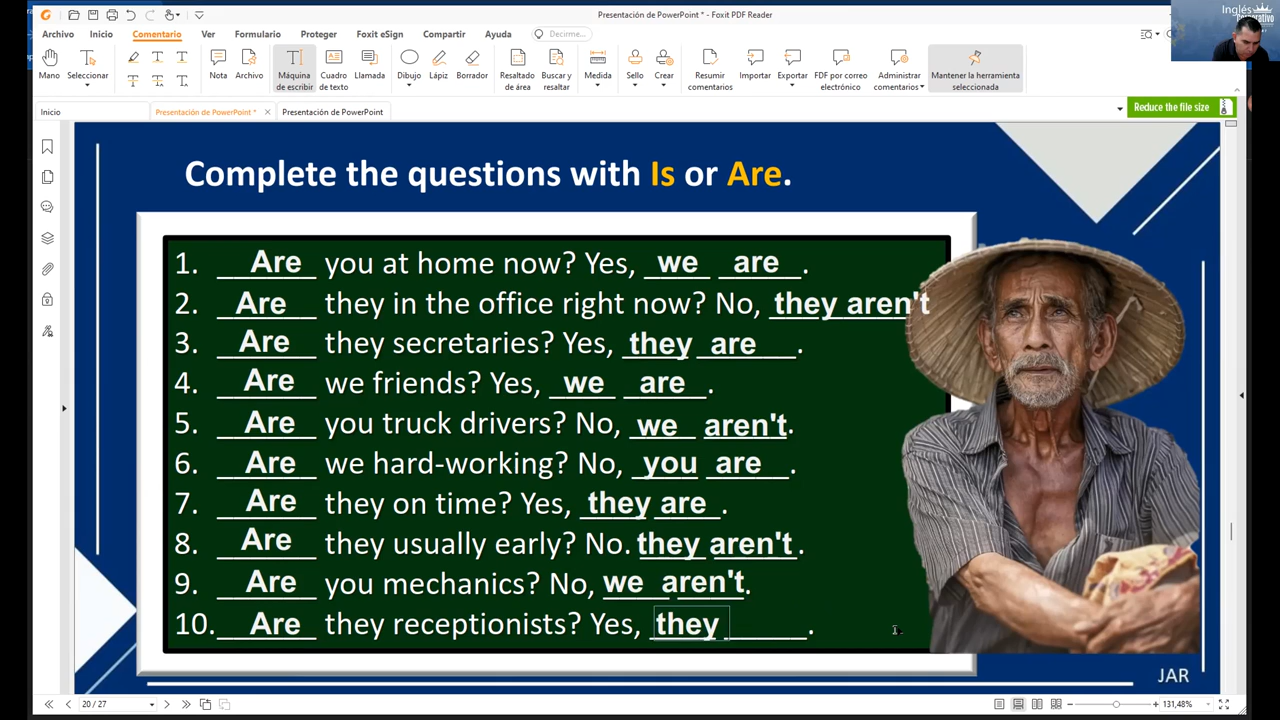 Presentación de PowerPoint * - Foxit PDF Reader
Inglés
Corporativo
Archivo Inicio Comentario Ver Formulario Proteger Foxit eSign Compartir Ayuda Decirme...
Mano Seleccionar Nota Archivo Máquina de escribir Cuadro de texto Llamada Dibujo Lápiz Borrador Resaltado de área Buscar y resaltar Medida Sello Crear Resumir comentarios Importar Exportar FDF por correo electrónico Administrar comentarios Mantener la herramienta seleccionada
Inicio Presentación de PowerPoint * Presentación de PowerPoint Reduce the file size
Complete the questions with Is or Are.
1. Are you at home now? Yes, we are.
2. Are they in the office right now? No, they aren't
3. Are they secretaries? Yes, they are.
4. Are we friends? Yes, we are.
5. Are you truck drivers? No, we aren't.
6. Are we hard-working? No, you are.
7. Are they on time? Yes, they are.
8. Are they usually early? No. they aren't.
9. Are you mechanics? No, we aren't.
10. Are they receptionists? Yes, they ______.
JAR
20 / 27
131,48%